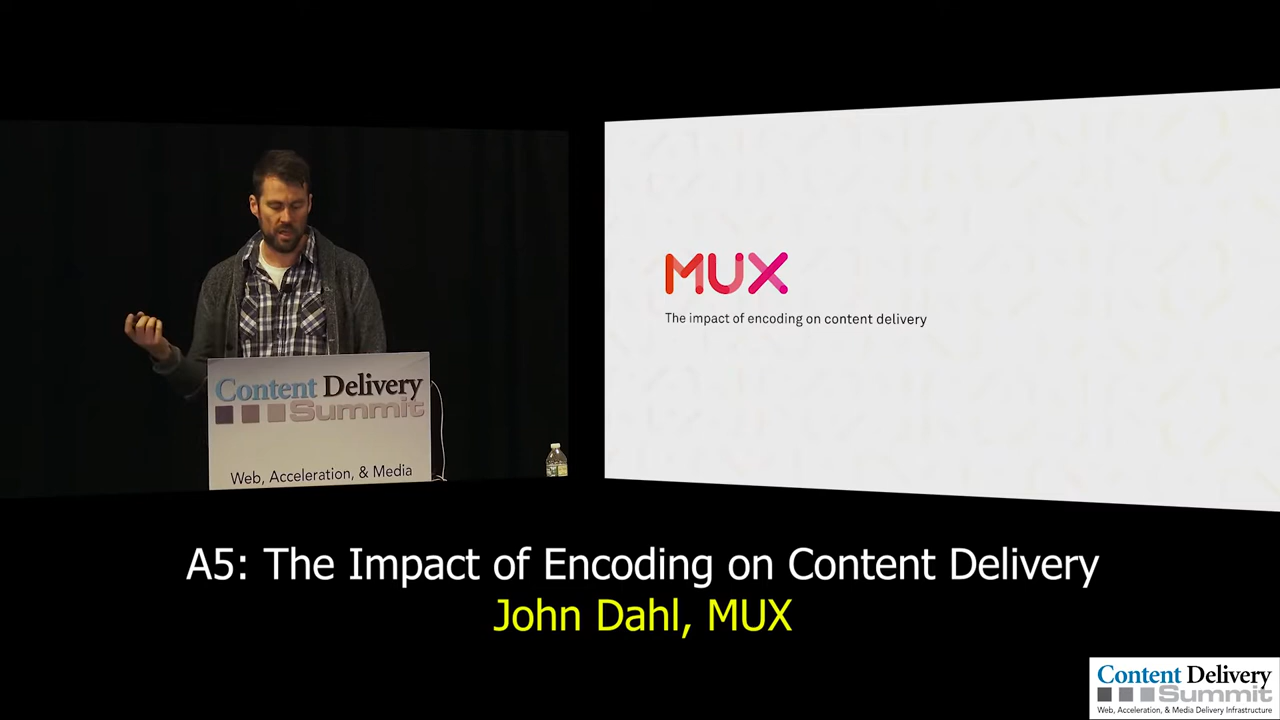 MUX
The impact of encoding on content delivery
Content Delivery
Summit
Web, Acceleration, & Media
A5: The Impact of Encoding on Content Delivery
John Dahl, MUX
Content Delivery
Summit
Web, Acceleration, & Media Delivery Infrastructure